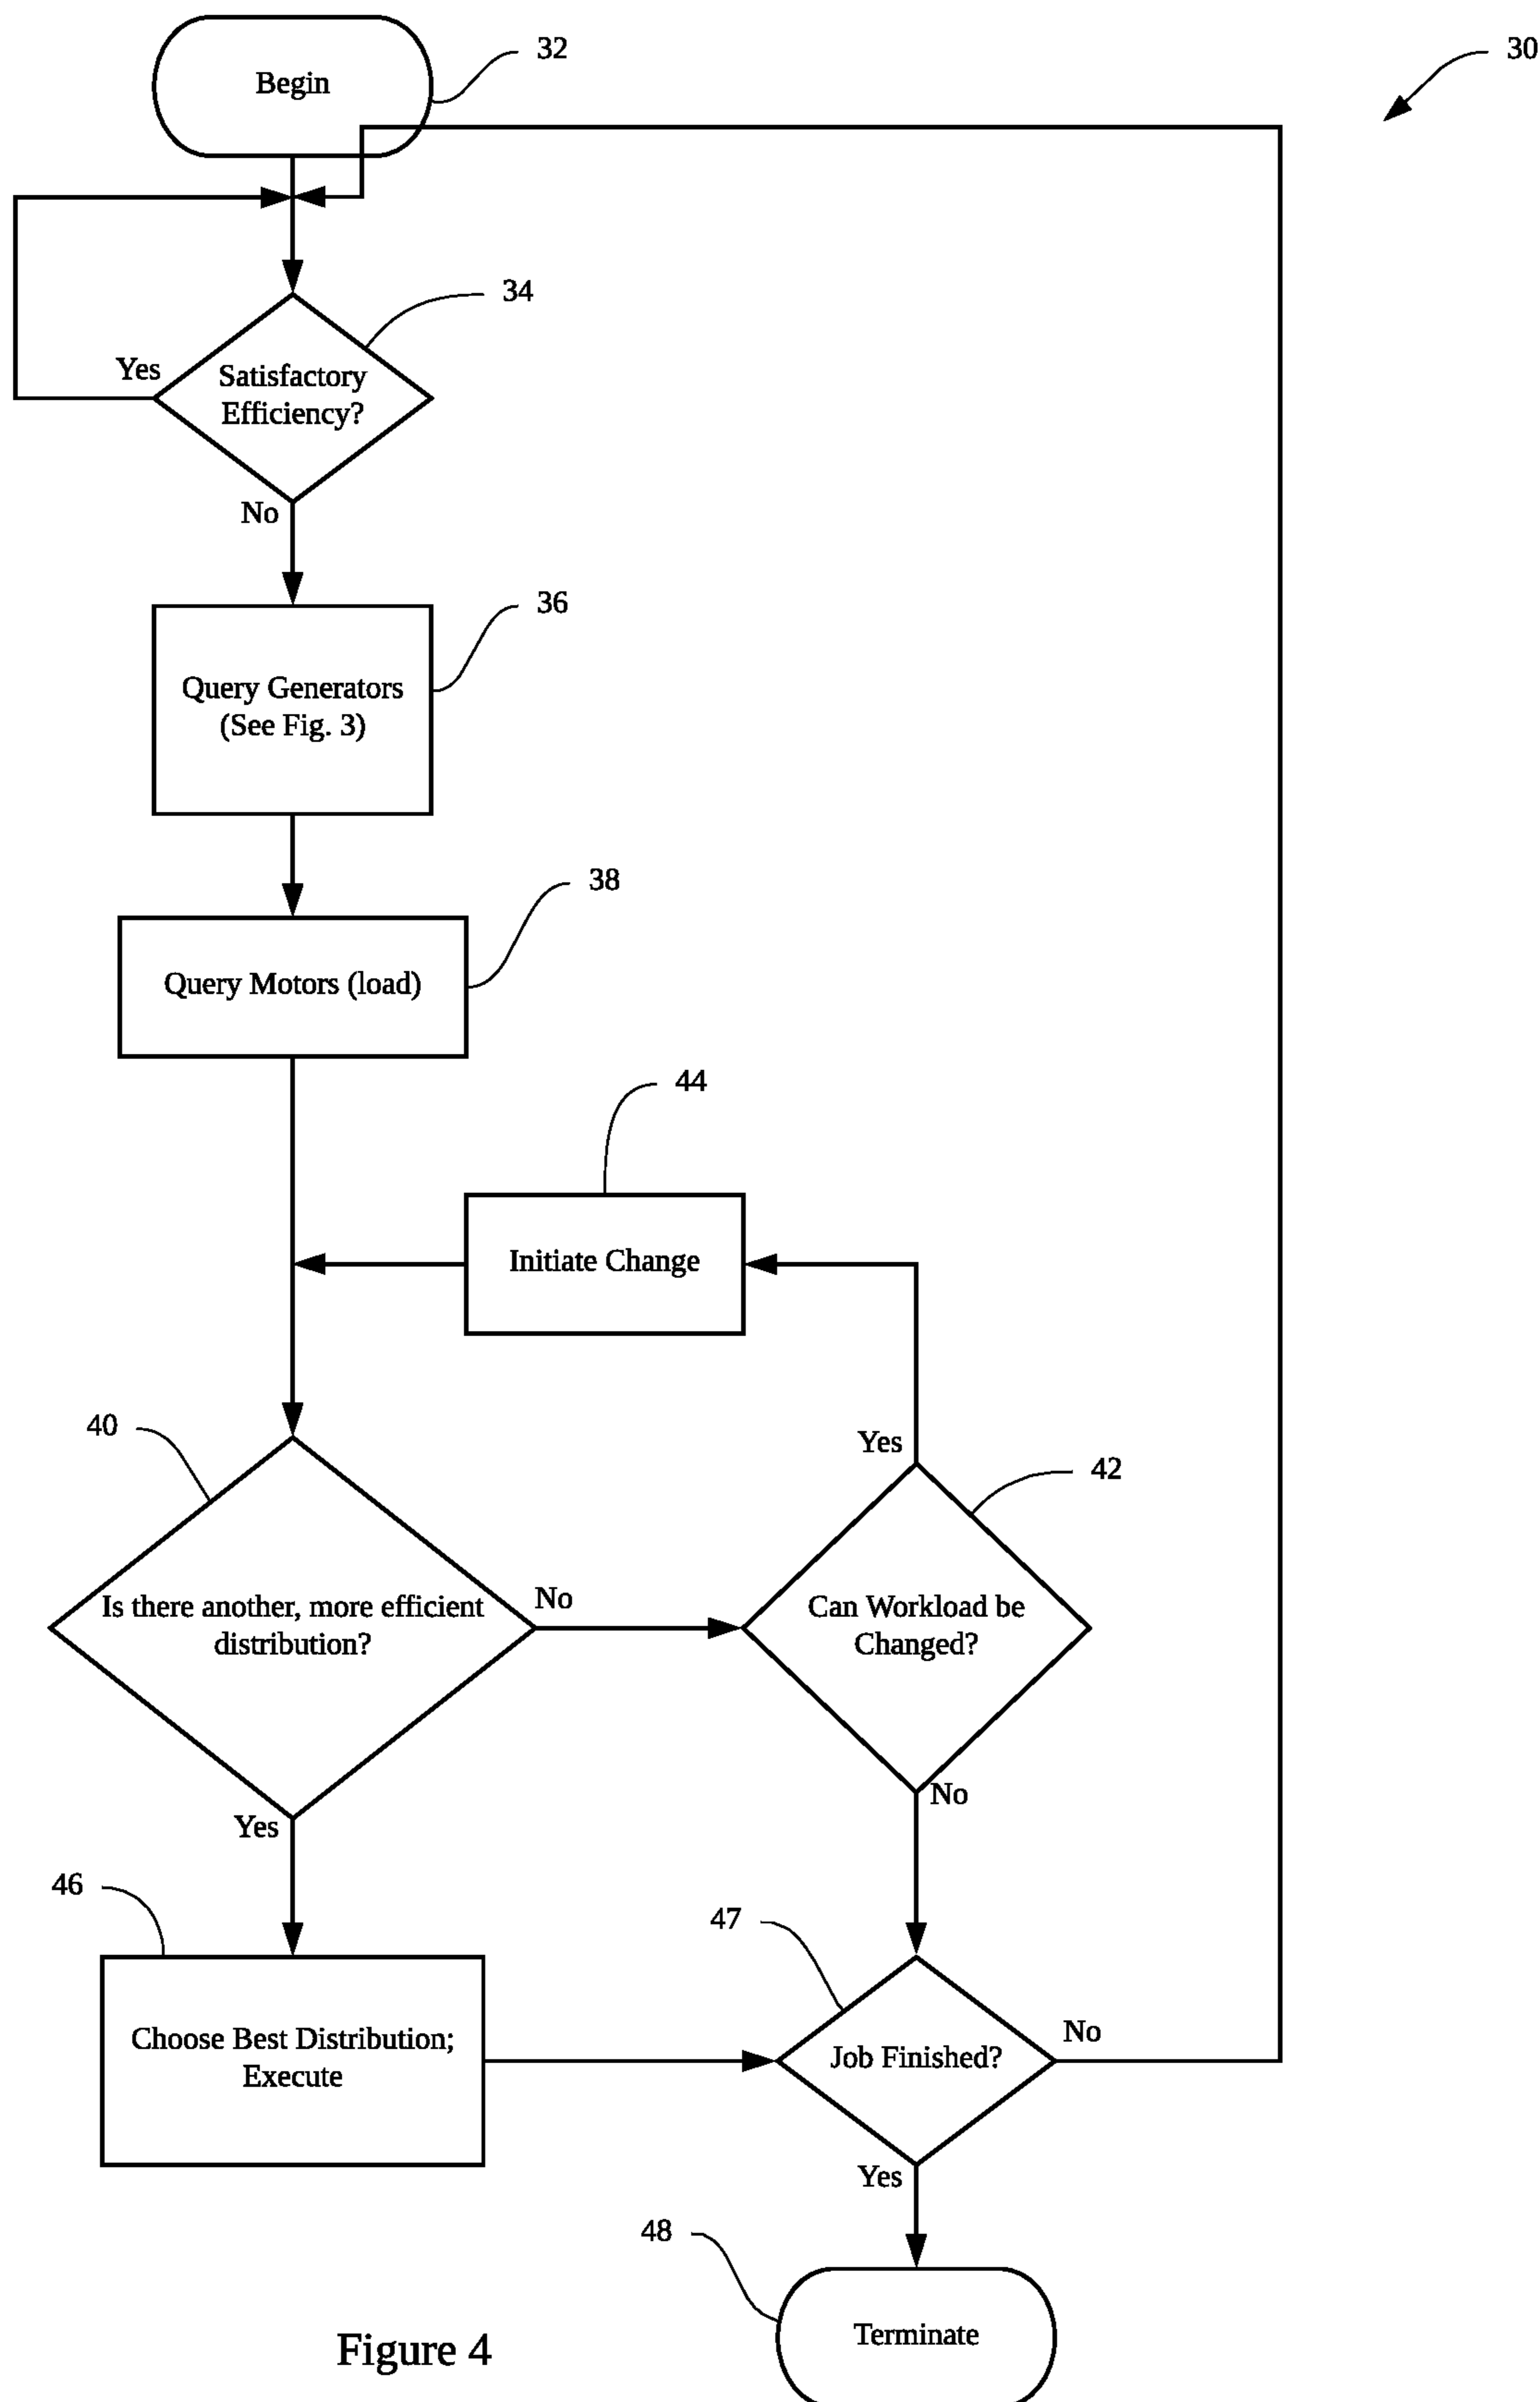 Begin
32
30
34
Yes
Satisfactory
Efficiency?
No
36
Query Generators
(See Fig. 3)
38
Query Motors (load)
44
Initiate Change
40
Yes
42
Is there another, more efficient
distribution?
No
Can Workload be
Changed?
No
Yes
46
47
Choose Best Distribution;
Execute
Job Finished?
No
Yes
48
Terminate
Figure 4